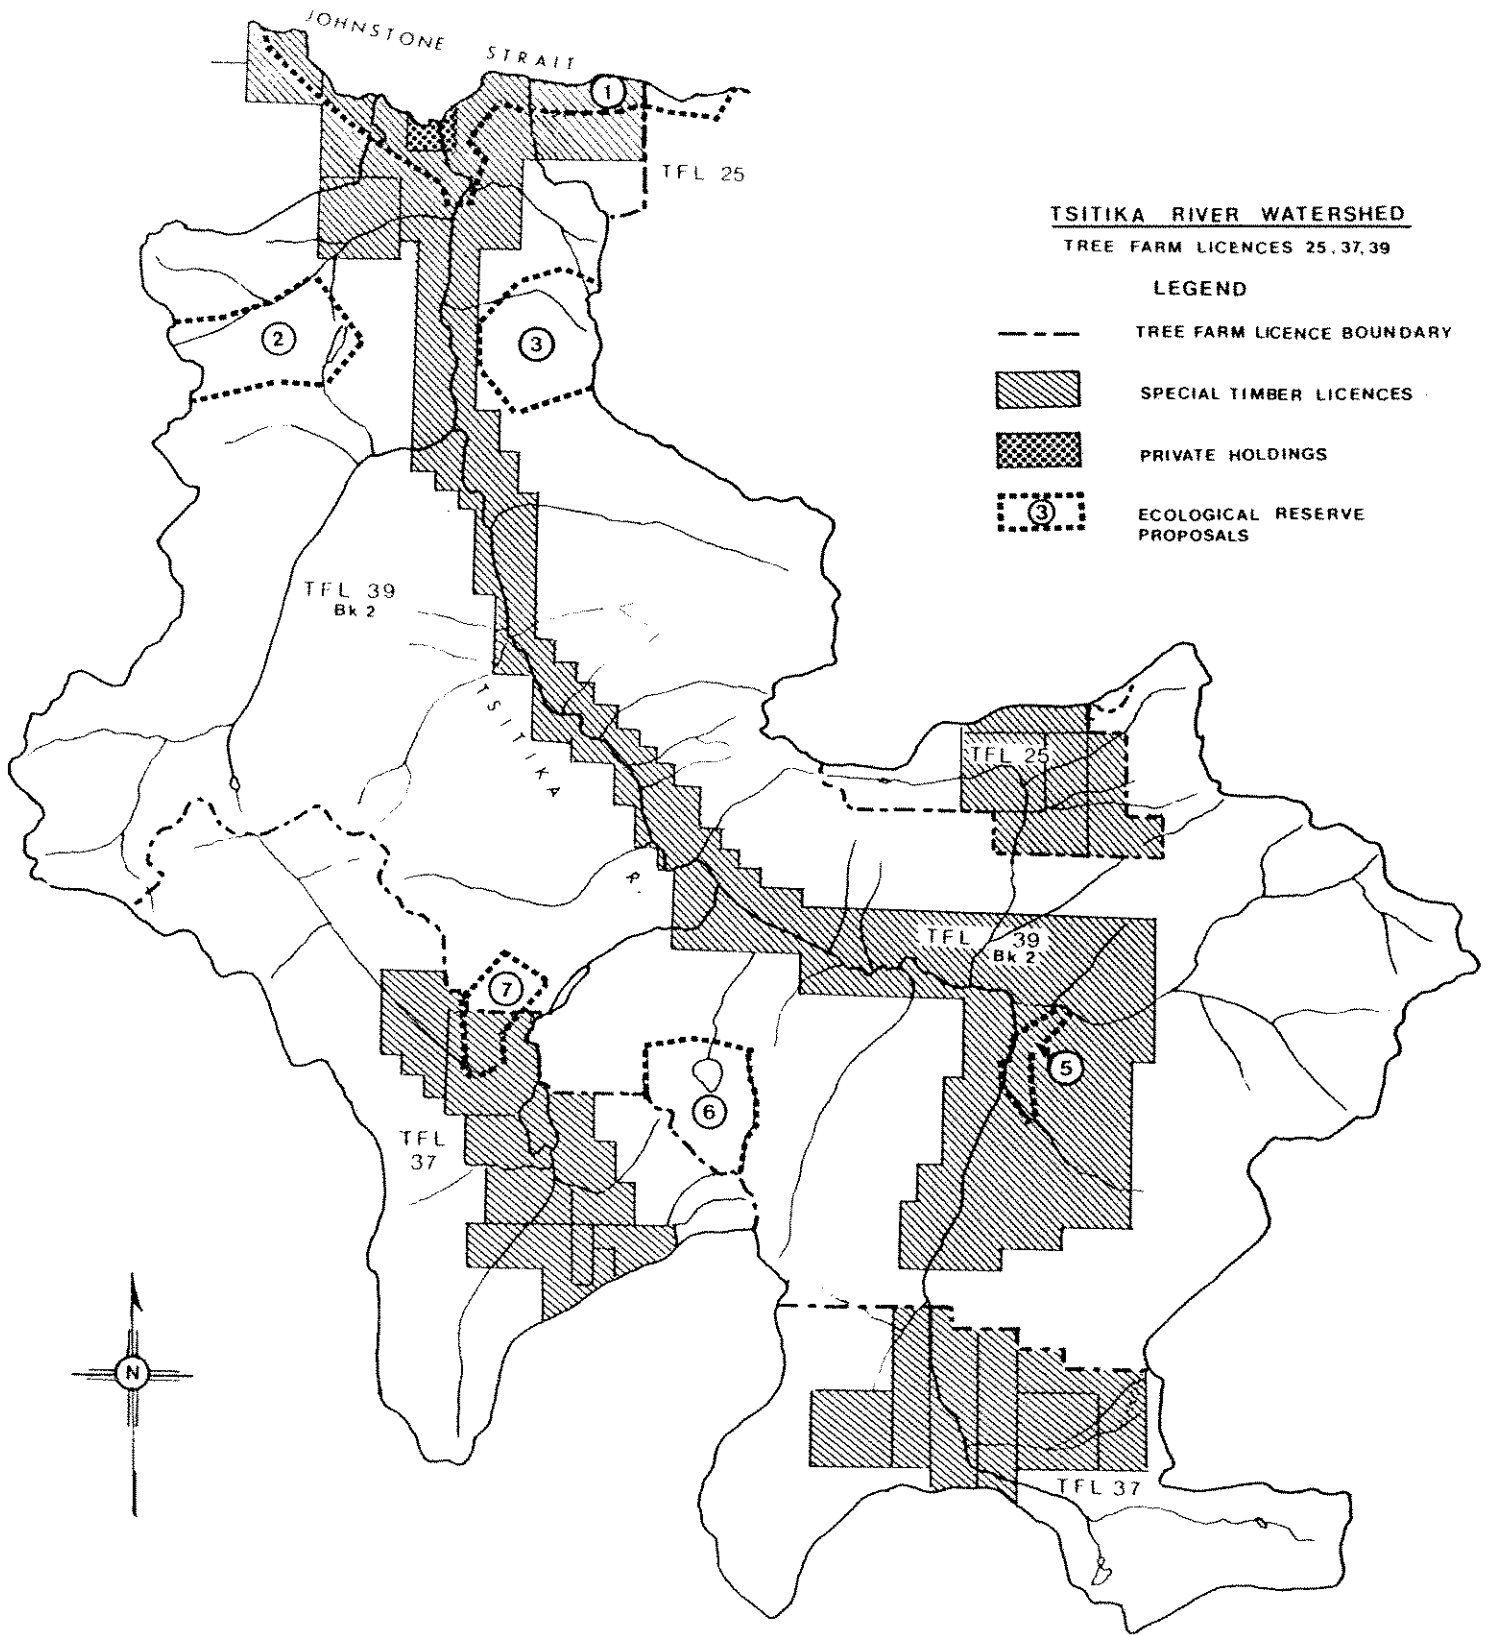 JOHNSTONE STRAIT
1
TFL 25
TSITIKA RIVER WATERSHED
TREE FARM LICENCES 25, 37, 39
LEGEND
TREE FARM LICENCE BOUNDARY
SPECIAL TIMBER LICENCES
PRIVATE HOLDINGS
3
ECOLOGICAL RESERVE
PROPOSALS
2
3
TFL 39
Bk 2
TSITIKA
R.
TFL 25
TFL 39
Bk 2
7
5
6
TFL
37
N
TFL 37